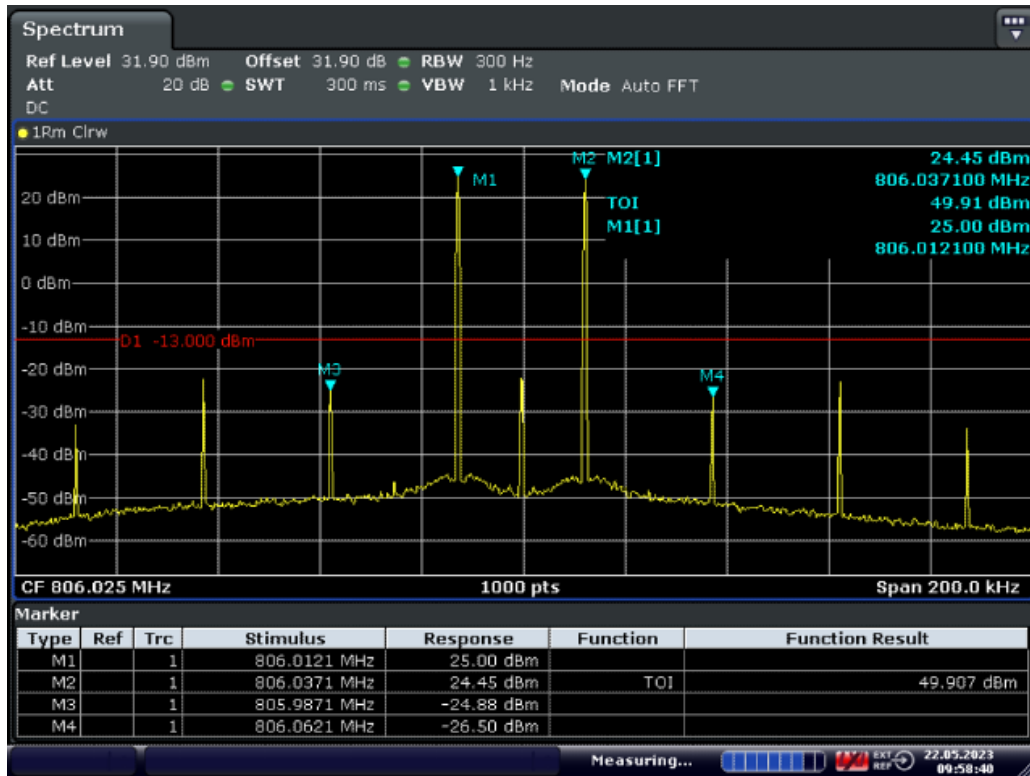 Spectrum
Ref Level 31.90 dBm Offset 31.90 dB RBW 300 Hz
Att 20 dB SWT 300 ms VBW 1 kHz Mode Auto FFT
DC
1Rm Clrw
M2 M2[1] 24.45 dBm
M1 806.037100 MHz
20 dBm TOI 49.91 dBm
M1[1] 25.00 dBm
10 dBm 806.012100 MHz
0 dBm
-10 dBm
D1 -13.000 dBm
-20 dBm M3 M4
-30 dBm
-40 dBm
-50 dBm
-60 dBm
CF 806.025 MHz 1000 pts Span 200.0 kHz
Marker
Type Ref Trc Stimulus Response Function Function Result
M1 1 806.0121 MHz 25.00 dBm
M2 1 806.0371 MHz 24.45 dBm TOI 49.907 dBm
M3 1 805.9871 MHz -24.88 dBm
M4 1 806.0621 MHz -26.50 dBm
Measuring... EXT REF 22.05.2023
09:58:40